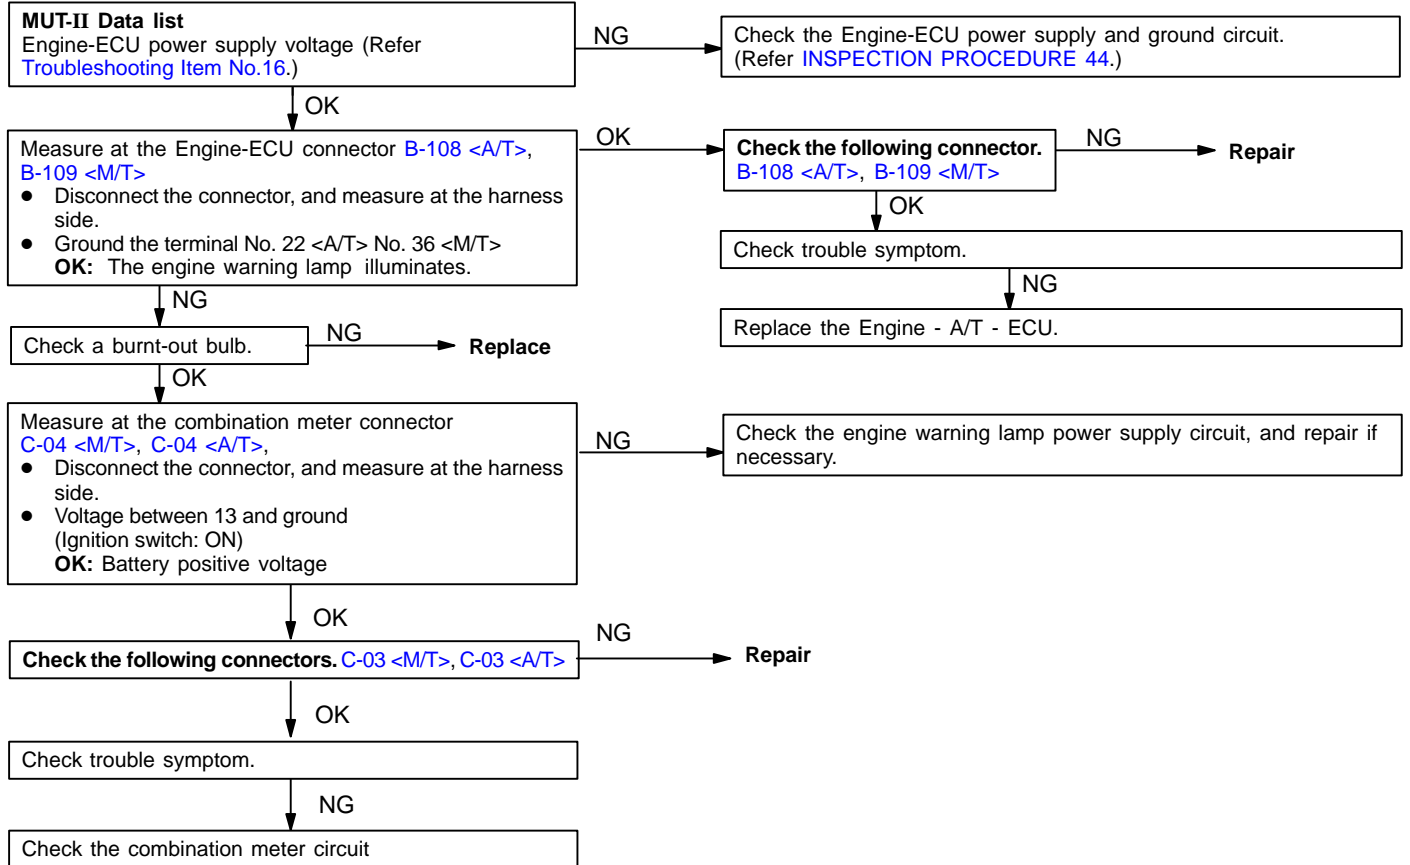 MUT-II Data list
Engine-ECU power supply voltage (Refer
Troubleshooting Item No.16.)
NG
Check the Engine-ECU power supply and ground circuit.
(Refer INSPECTION PROCEDURE 44.)
OK
Measure at the Engine-ECU connector B-108 <A/T>,
B-109 <M/T>
● Disconnect the connector, and measure at the harness
side.
● Ground the terminal No. 22 <A/T> No. 36 <M/T>
OK: The engine warning lamp illuminates.
OK
Check the following connector.
B-108 <A/T>, B-109 <M/T>
NG
Repair
OK
Check trouble symptom.
NG
Replace the Engine - A/T - ECU.
NG
Check a burnt-out bulb.
NG
Replace
OK
Measure at the combination meter connector
C-04 <M/T>, C-04 <A/T>,
● Disconnect the connector, and measure at the harness
side.
● Voltage between 13 and ground
(Ignition switch: ON)
OK: Battery positive voltage
NG
Check the engine warning lamp power supply circuit, and repair if
necessary.
OK
Check the following connectors. C-03 <M/T>, C-03 <A/T>
NG
Repair
OK
Check trouble symptom.
NG
Check the combination meter circuit